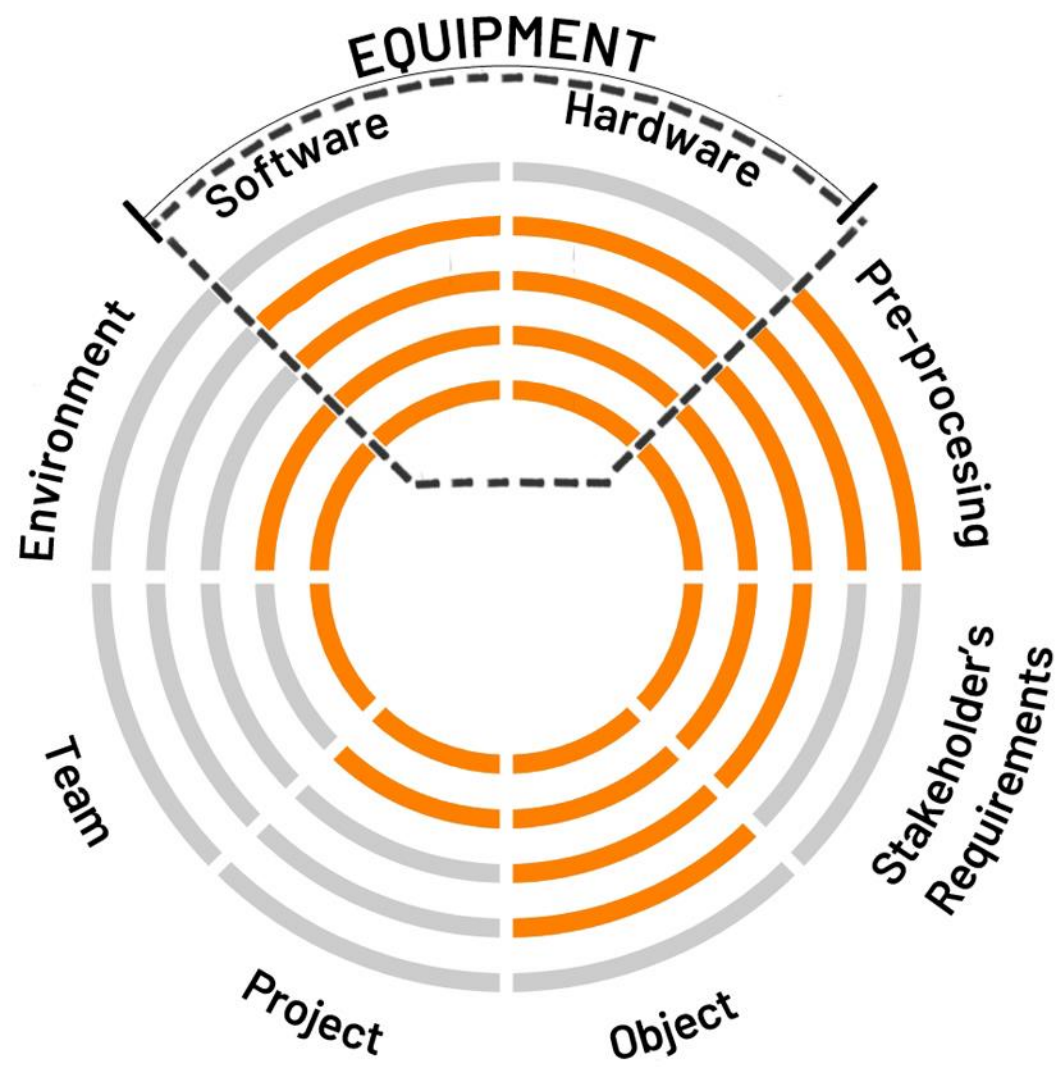 EQUIPMENT
Software
Hardware
Environment
Pre-procesing
Team
Stakeholder's
Requirements
Project
Object